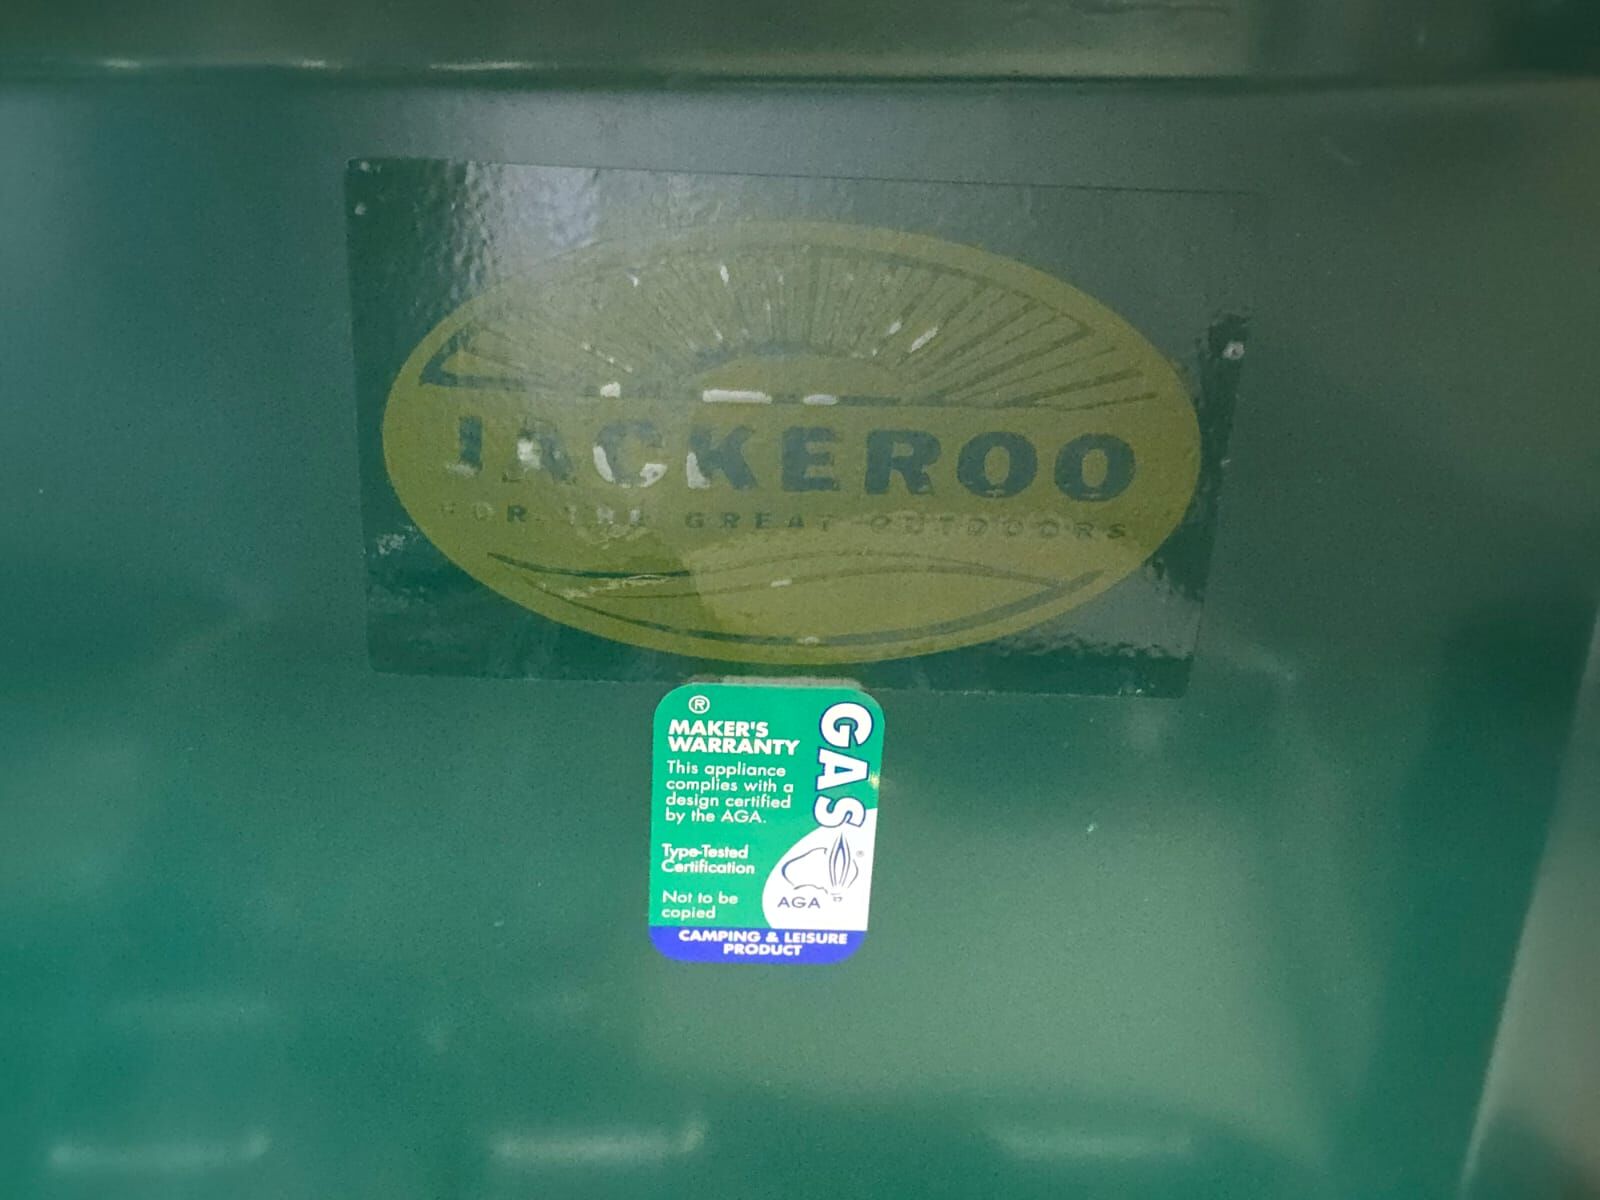 JACKEROO
FOR THE GREAT OUTDOORS
®
MAKER'S
WARRANTY
This appliance
complies with a
design certified
by the AGA.
Type-Tested
Certification
Not to be
copied
GAS
®
AGA
CAMPING & LEISURE
PRODUCT